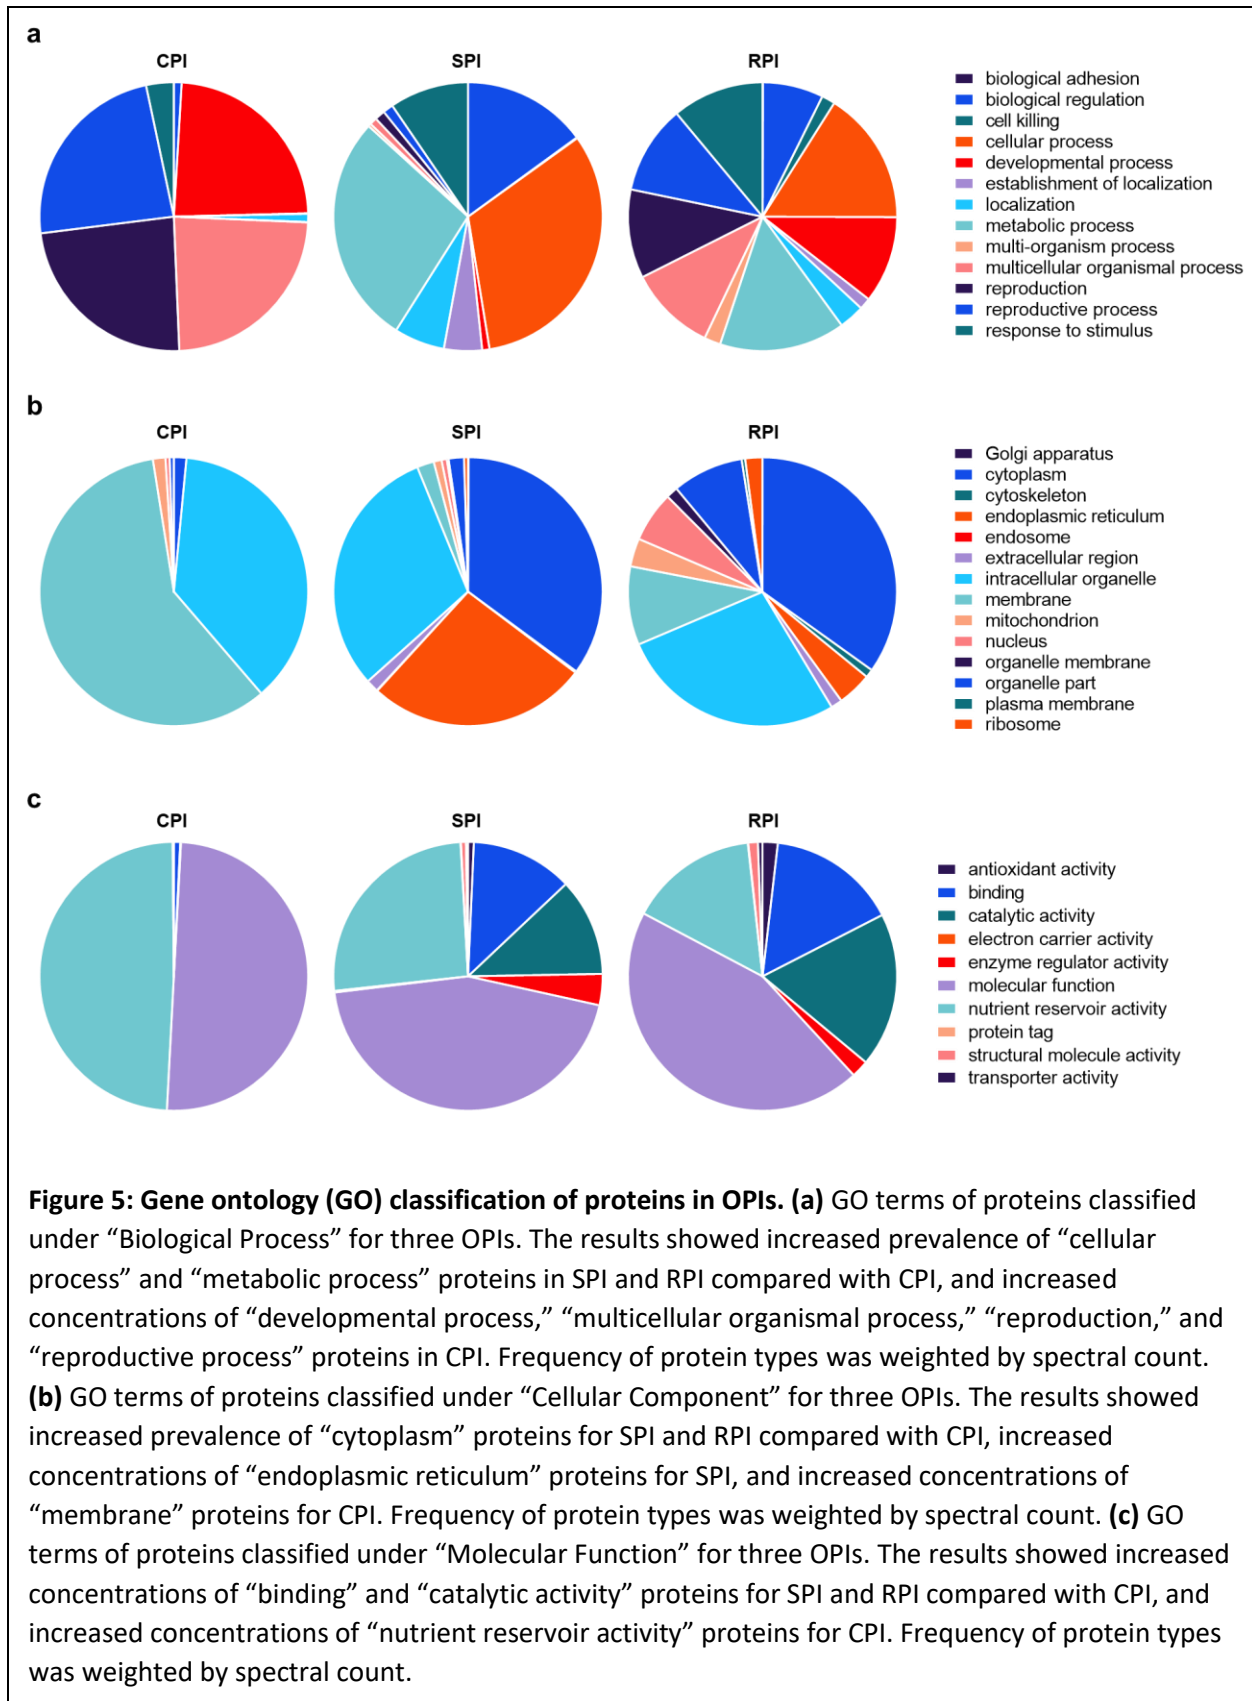 a
CPI
SPI
RPI
biological adhesion
biological regulation
cell killing
cellular process
developmental process
establishment of localization
localization
metabolic process
multi-organism process
multicellular organismal process
reproduction
reproductive process
response to stimulus
b
CPI
SPI
RPI
Golgi apparatus
cytoplasm
cytoskeleton
endoplasmic reticulum
endosome
extracellular region
intracellular organelle
membrane
mitochondrion
nucleus
organelle membrane
organelle part
plasma membrane
ribosome
c
CPI
SPI
RPI
antioxidant activity
binding
catalytic activity
electron carrier activity
enzyme regulator activity
molecular function
nutrient reservoir activity
protein tag
structural molecule activity
transporter activity
Figure 5: Gene ontology (GO) classification of proteins in OPIs. (a) GO terms of proteins classified
under “Biological Process” for three OPIs. The results showed increased prevalence of “cellular
process” and “metabolic process” proteins in SPI and RPI compared with CPI, and increased
concentrations of “developmental process,” “multicellular organismal process,” “reproduction,” and
“reproductive process” proteins in CPI. Frequency of protein types was weighted by spectral count.
(b) GO terms of proteins classified under “Cellular Component” for three OPIs. The results showed
increased prevalence of “cytoplasm” proteins for SPI and RPI compared with CPI, increased
concentrations of “endoplasmic reticulum” proteins for SPI, and increased concentrations of
“membrane” proteins for CPI. Frequency of protein types was weighted by spectral count. (c) GO
terms of proteins classified under “Molecular Function” for three OPIs. The results showed increased
concentrations of “binding” and “catalytic activity” proteins for SPI and RPI compared with CPI, and
increased concentrations of “nutrient reservoir activity” proteins for CPI. Frequency of protein types
was weighted by spectral count.